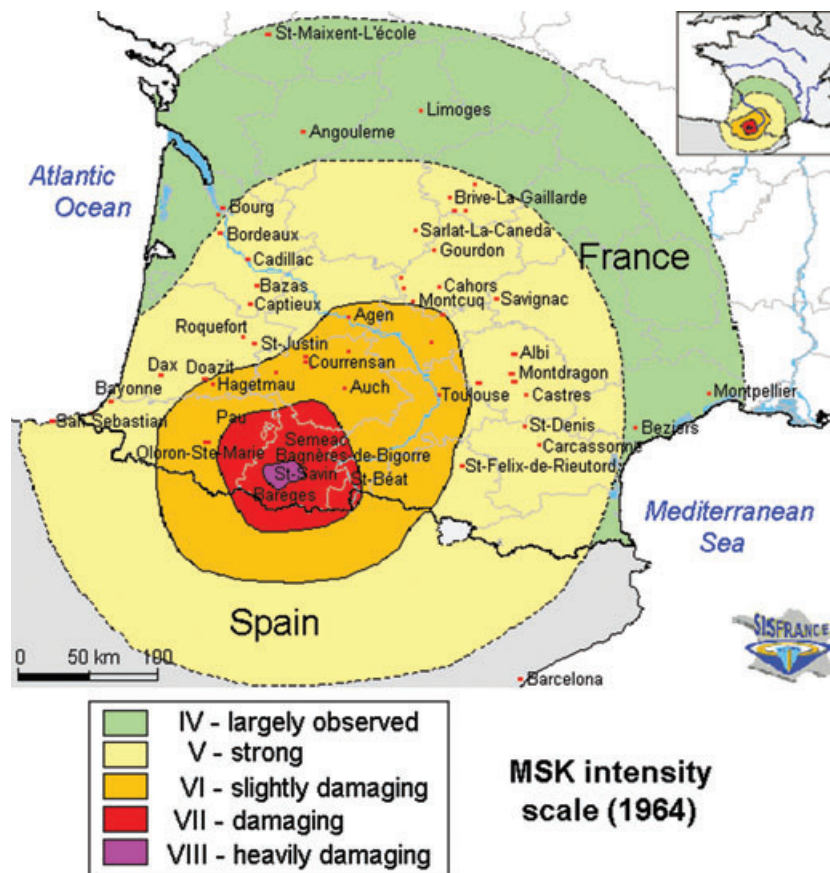 St-Maixent-L'école
Limoges
Angouleme
Atlantic
Ocean
Brive-La-Gaillarde
Bourg
Bordeaux
Sarlat-La-Caneda
Gourdon
France
Cadillac
Bazas
Cahors
Captieux
Montcuq
Savignac
Agen
Roquefort
St-Justin
Albi
Courrensan
Dax
Doazit
Montdragon
Hagetmau
Auch
Toulouse
Castres
Montpellier
Bayonne
San Sebastian
Pau
St-Denis
Beziers
Semeac
Oloron-Ste-Marie
Bagnères-de-Bigorre
Carcassonne
St-Savin
St-Felix-de-Rieutord
St-Béat
Barèges
Mediterranean
Sea
Spain
SISFRANCE
0 50 km 100
Barcelona
IV - largely observed
V - strong
VI - slightly damaging
VII - damaging
VIII - heavily damaging
MSK intensity
scale (1964)